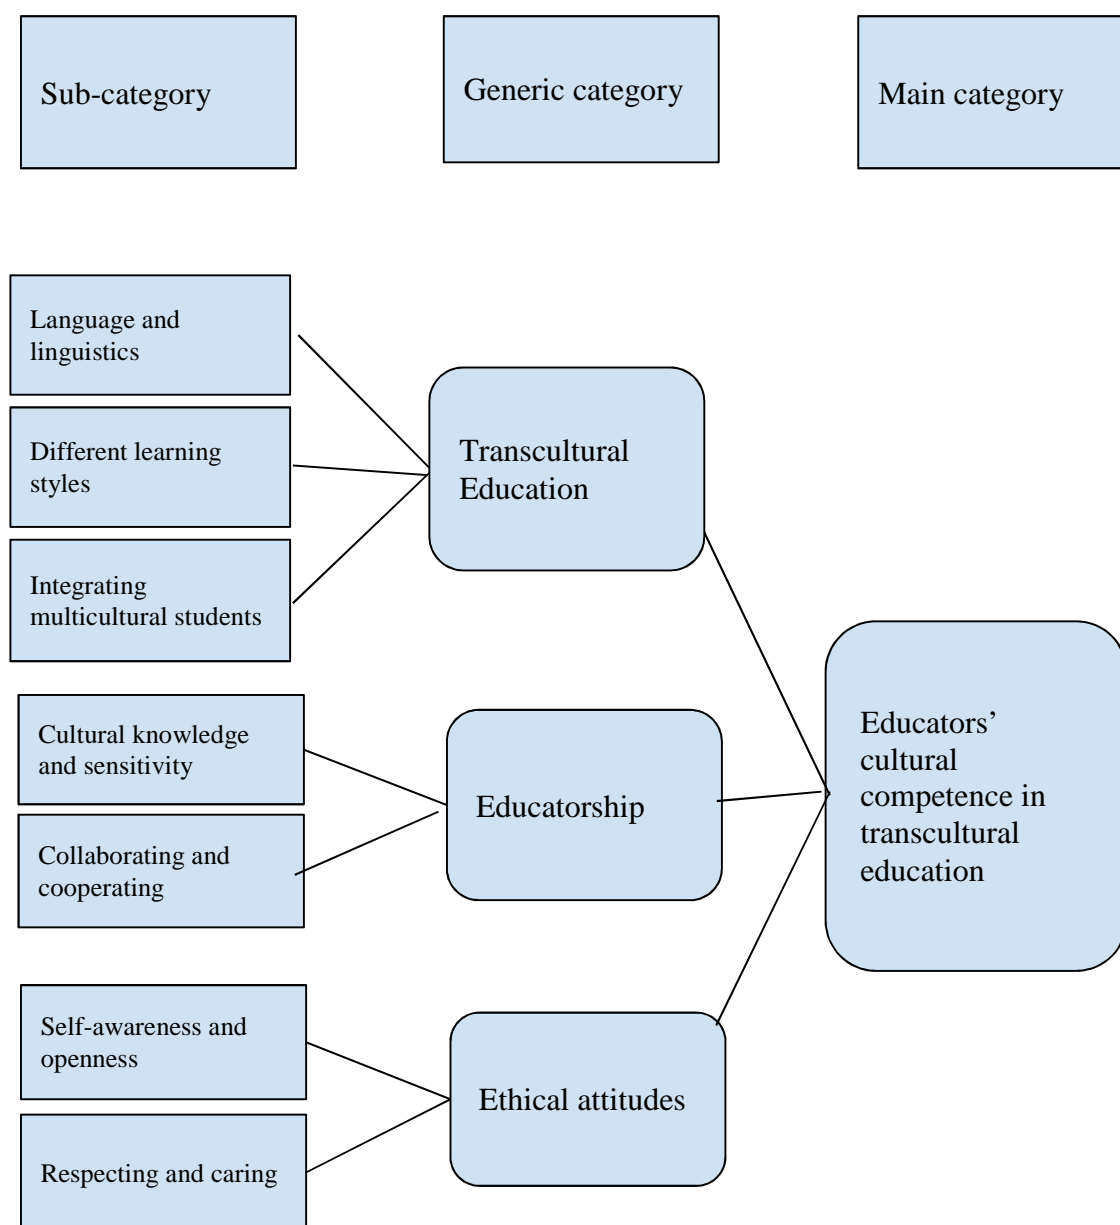 Sub-category
Generic category
Main category
Language and
linguistics
Different learning
styles
Integrating
multicultural students
Transcultural
Education
Cultural knowledge
and sensitivity
Collaborating and
cooperating
Educatorship
Self-awareness and
openness
Respecting and caring
Ethical attitudes
Educators’
cultural
competence in
transcultural
education